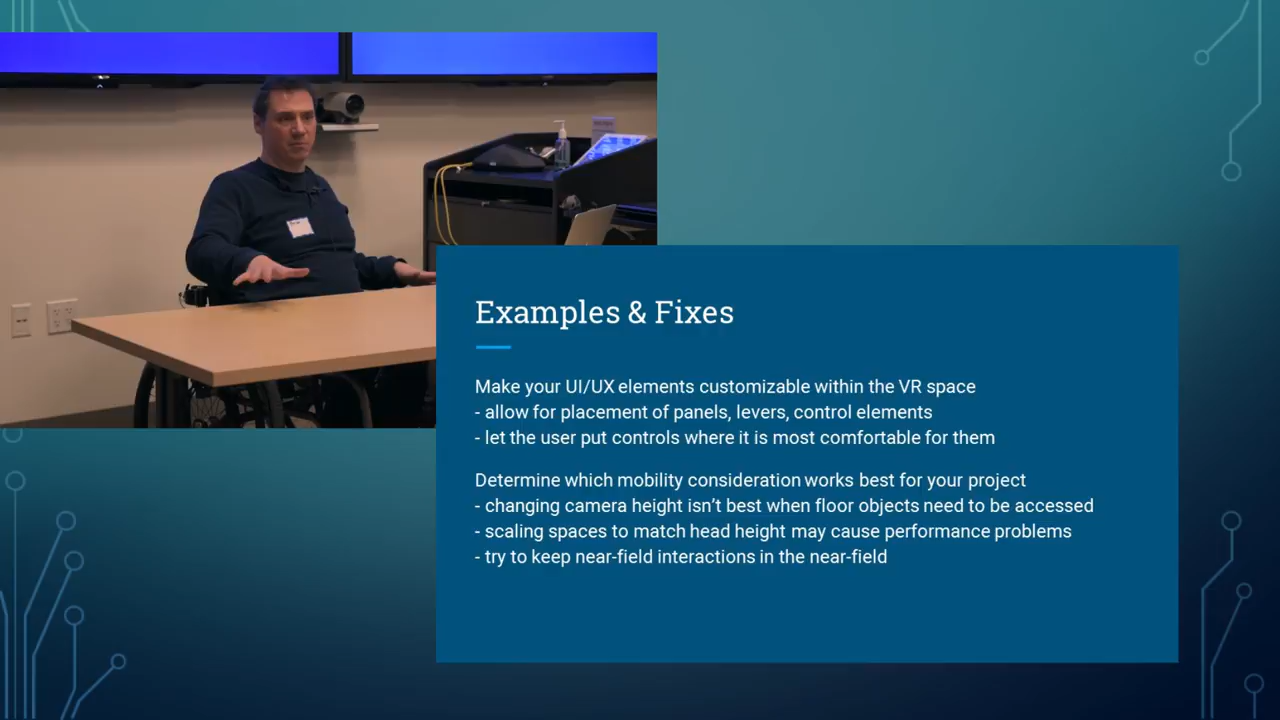 Examples & Fixes
Make your UI/UX elements customizable within the VR space
- allow for placement of panels, levers, control elements
- let the user put controls where it is most comfortable for them
Determine which mobility consideration works best for your project
- changing camera height isn’t best when floor objects need to be accessed
- scaling spaces to match head height may cause performance problems
- try to keep near-field interactions in the near-field